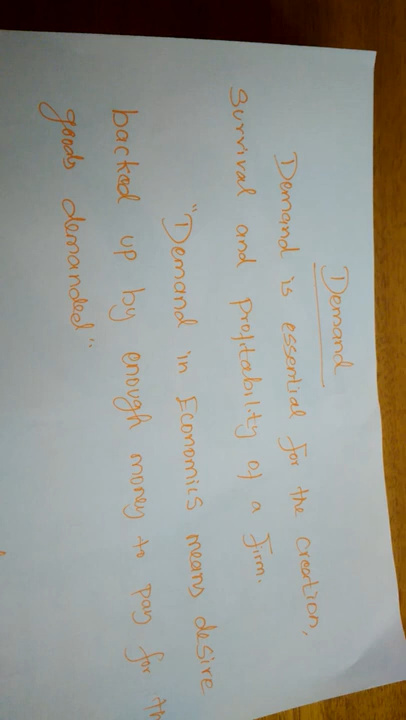 Demand
Demand is essential for the creation,
Survival and Profitability of a Firm.
"Demand in Economics means desire
backed up by enough money to pay for th
goods demanded"